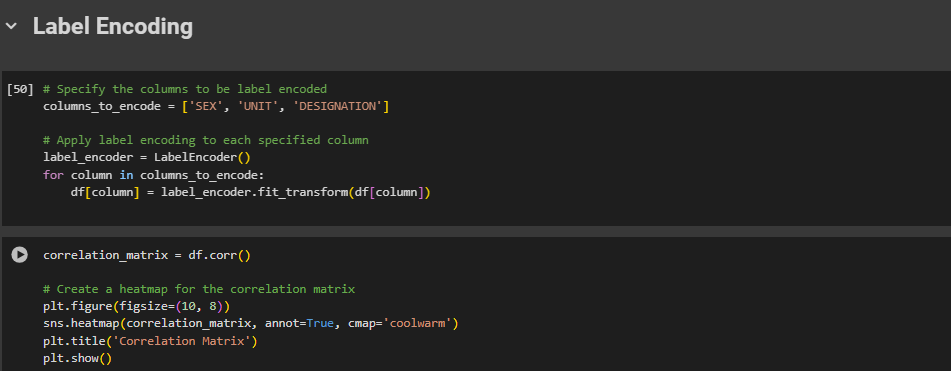 Label Encoding
[50] # Specify the columns to be label encoded
columns_to_encode = ['SEX', 'UNIT', 'DESIGNATION']
# Apply label encoding to each specified column
label_encoder = LabelEncoder()
for column in columns_to_encode:
    df[column] = label_encoder.fit_transform(df[column])
correlation_matrix = df.corr()
# Create a heatmap for the correlation matrix
plt.figure(figsize=(10, 8))
sns.heatmap(correlation_matrix, annot=True, cmap='coolwarm')
plt.title('Correlation Matrix')
plt.show()